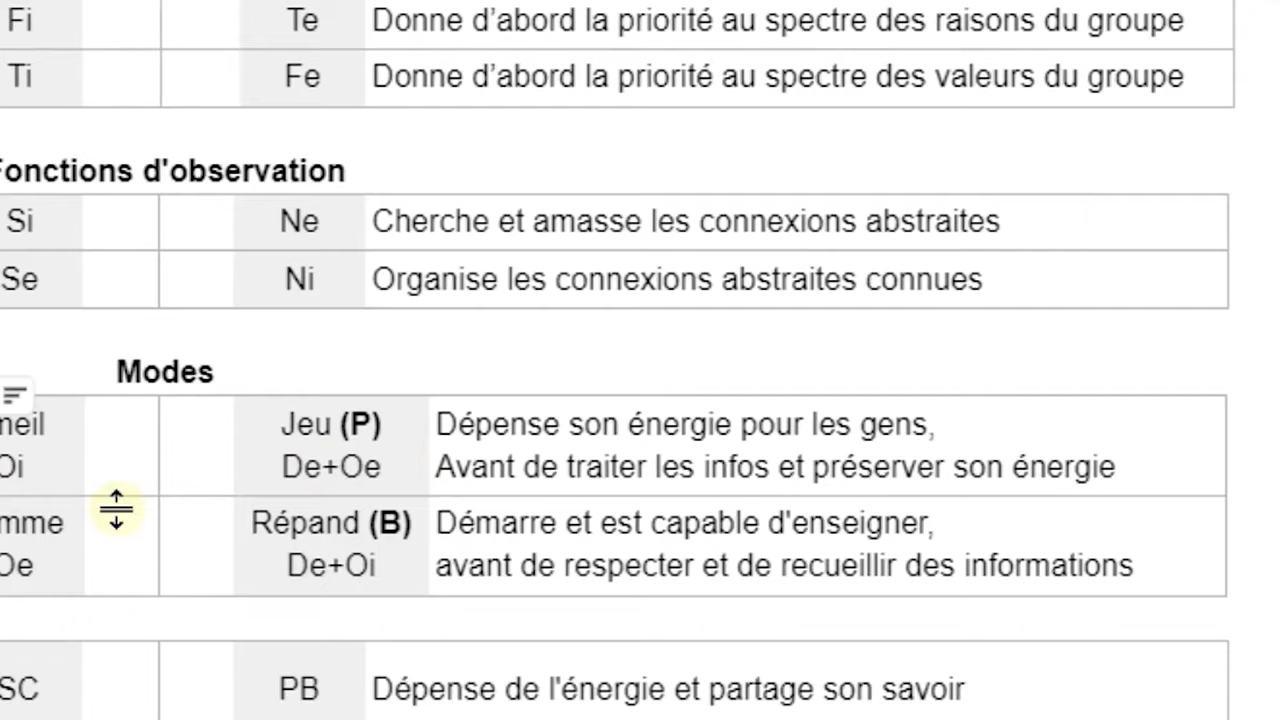 Fi Te Donne d’abord la priorité au spectre des raisons du groupe
Ti Fe Donne d’abord la priorité au spectre des valeurs du groupe
Fonctions d'observation
Si Ne Cherche et amasse les connexions abstraites
Se Ni Organise les connexions abstraites connues
Modes
meil Jeu (P) Dépense son énergie pour les gens,
Oi De+Oe Avant de traiter les infos et préserver son énergie
mme Répand (B) Démarre et est capable d'enseigner,
Oe De+Oi avant de respecter et de recueillir des informations
SC PB Dépense de l'énergie et partage son savoir